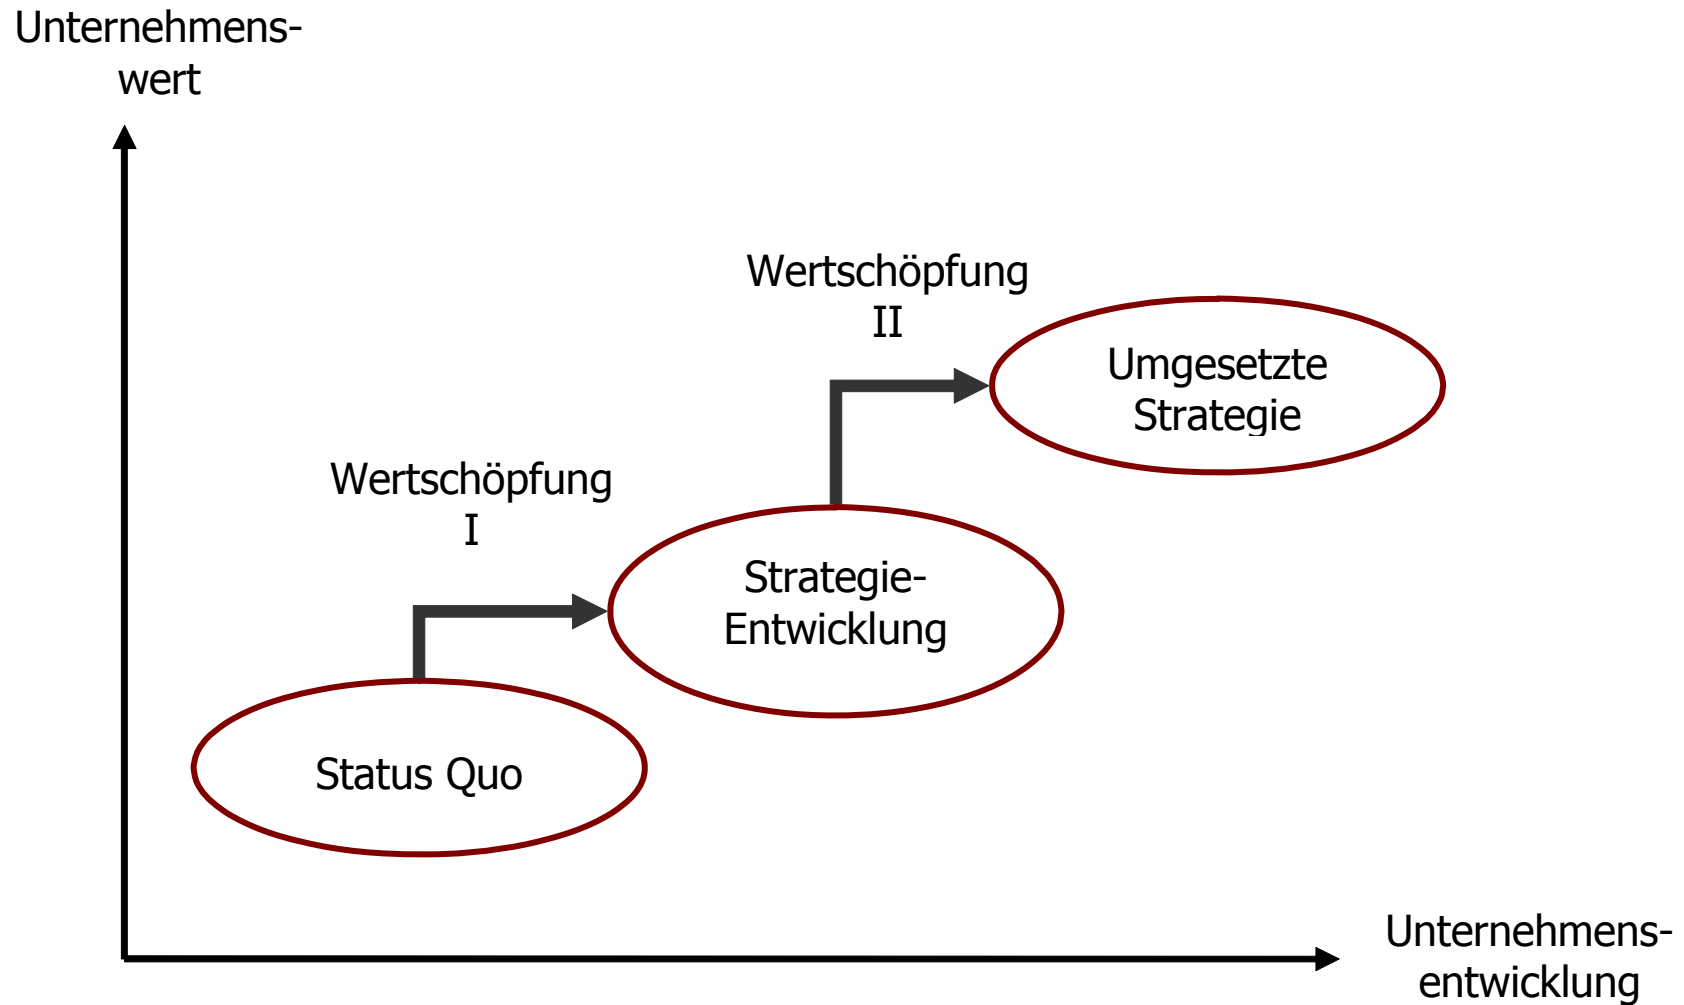 Unternehmens-
wert
Wertschöpfung
II
Umgesetzte
Strategie
Wertschöpfung
I
Strategie-
Entwicklung
Status Quo
Unternehmens-
entwicklung